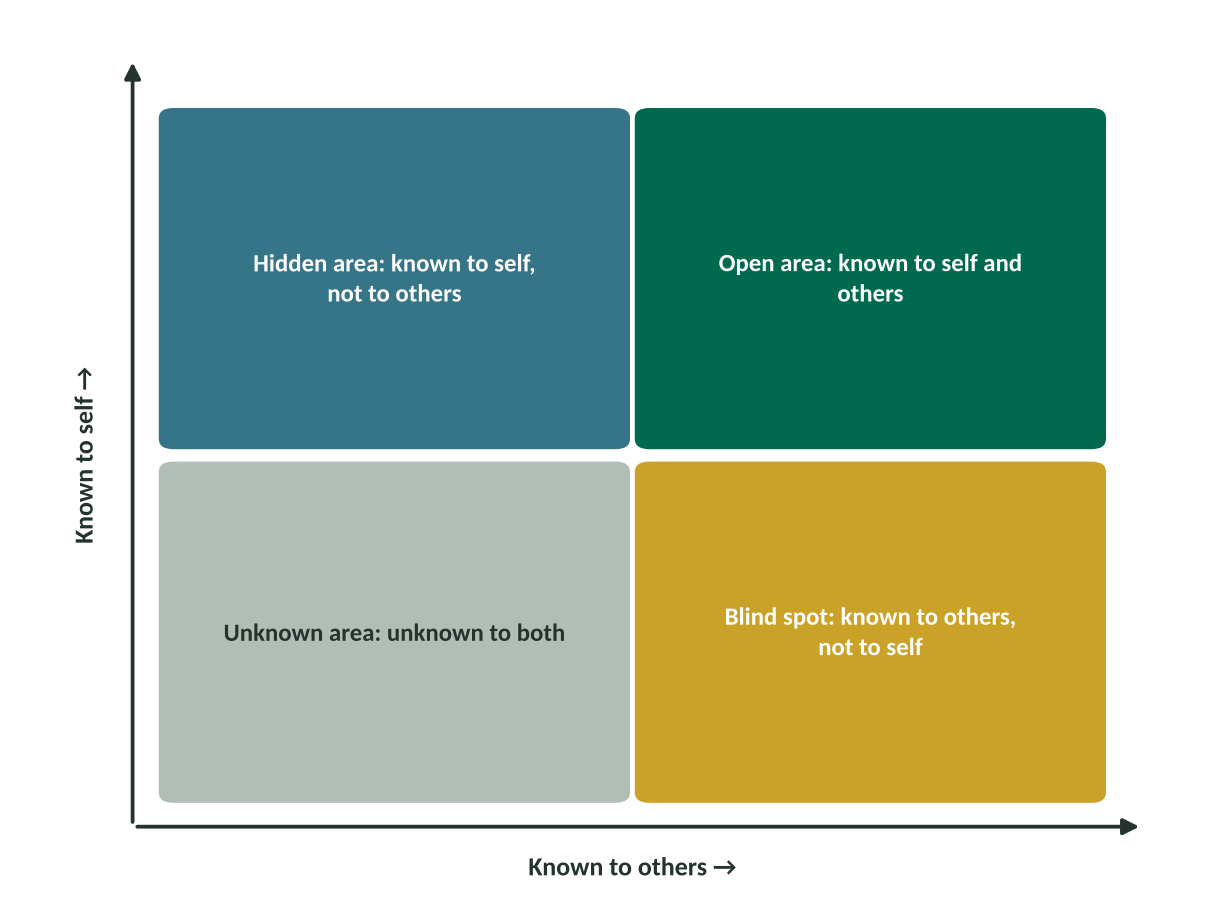 Hidden area: known to self,
not to others
Open area: known to self and
others
Known to self →
Unknown area: unknown to both
Blind spot: known to others,
not to self
Known to others →